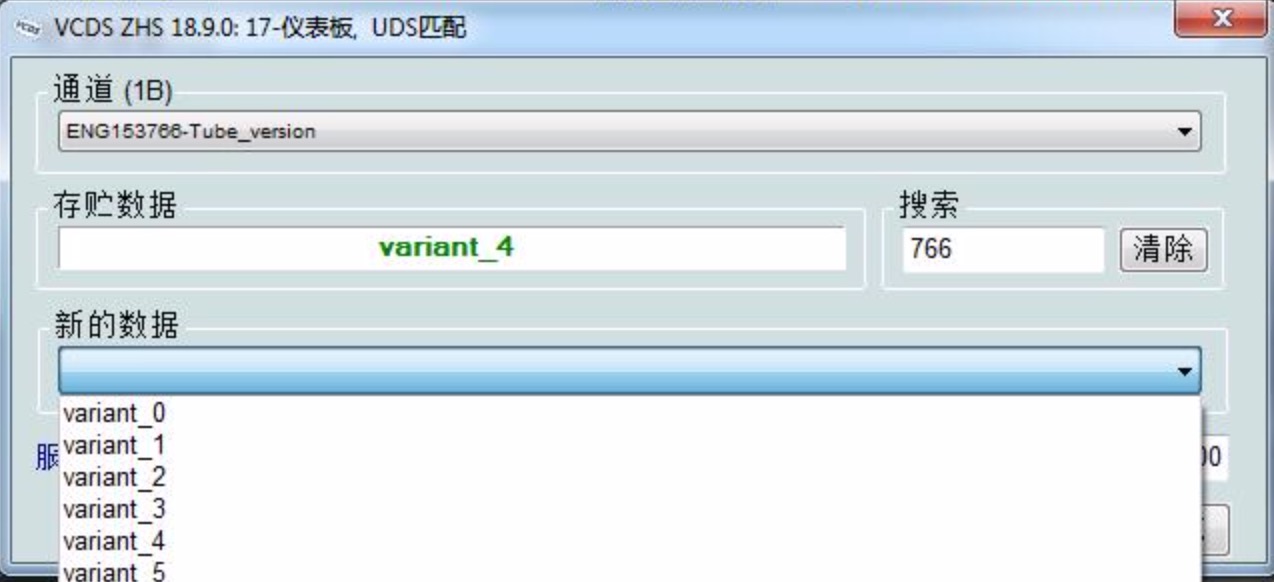 VCDS ZHS 18.9.0: 17-仪表板, UDS匹配
通道 (1B)
ENG153766-Tube_version
存贮数据
搜索
variant_4
766
清除
新的数据
variant_0
variant_1
variant_2
variant_3
variant_4
variant_5